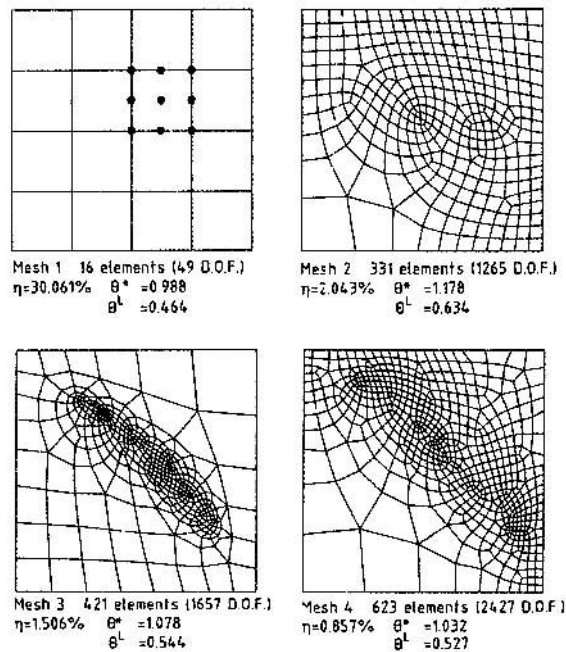 Mesh 1 16 elements (49 D.O.F.)
η=30.061% θ* =0.988
θᴸ =0.464
Mesh 2 331 elements (1265 D.O.F.)
η=2.043% θ* =1.178
θᴸ =0.634
Mesh 3 421 elements (1657 D.O.F.)
η=1.506% θ* =1.078
θᴸ =0.544
Mesh 4 623 elements (2427 D.O.F.)
η=0.857% θ* =1.032
θᴸ =0.527